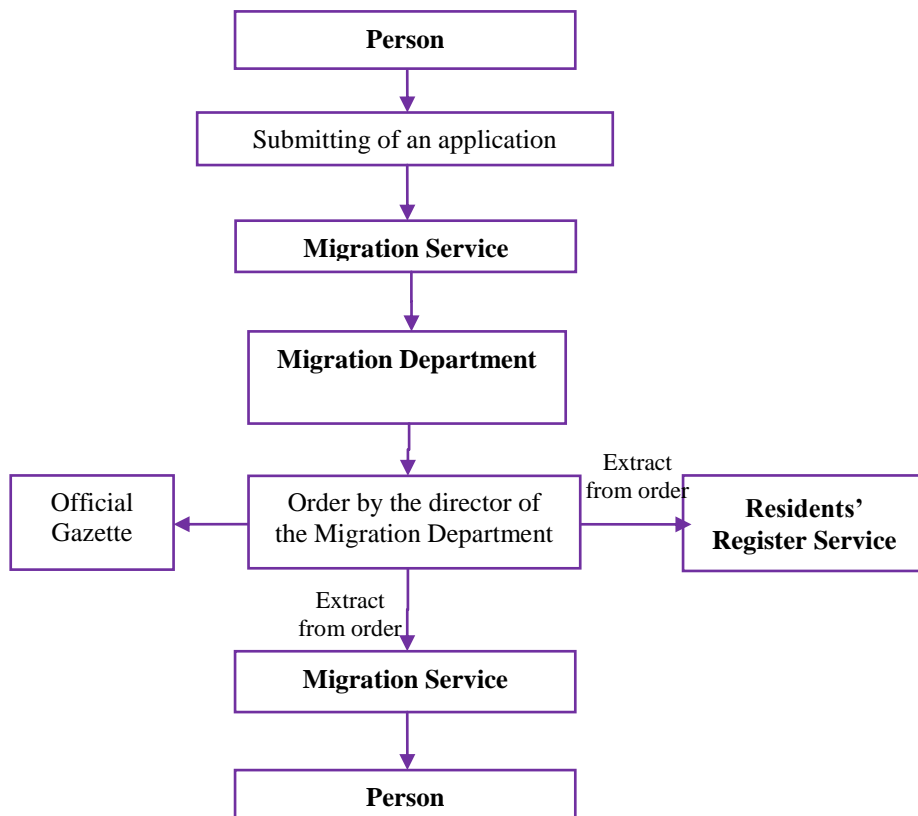 Person
Submitting of an application
Migration Service
Migration Department
Extract
from order
Official
Gazette
Order by the director of
the Migration Department
Residents’
Register Service
Extract
from order
Migration Service
Person